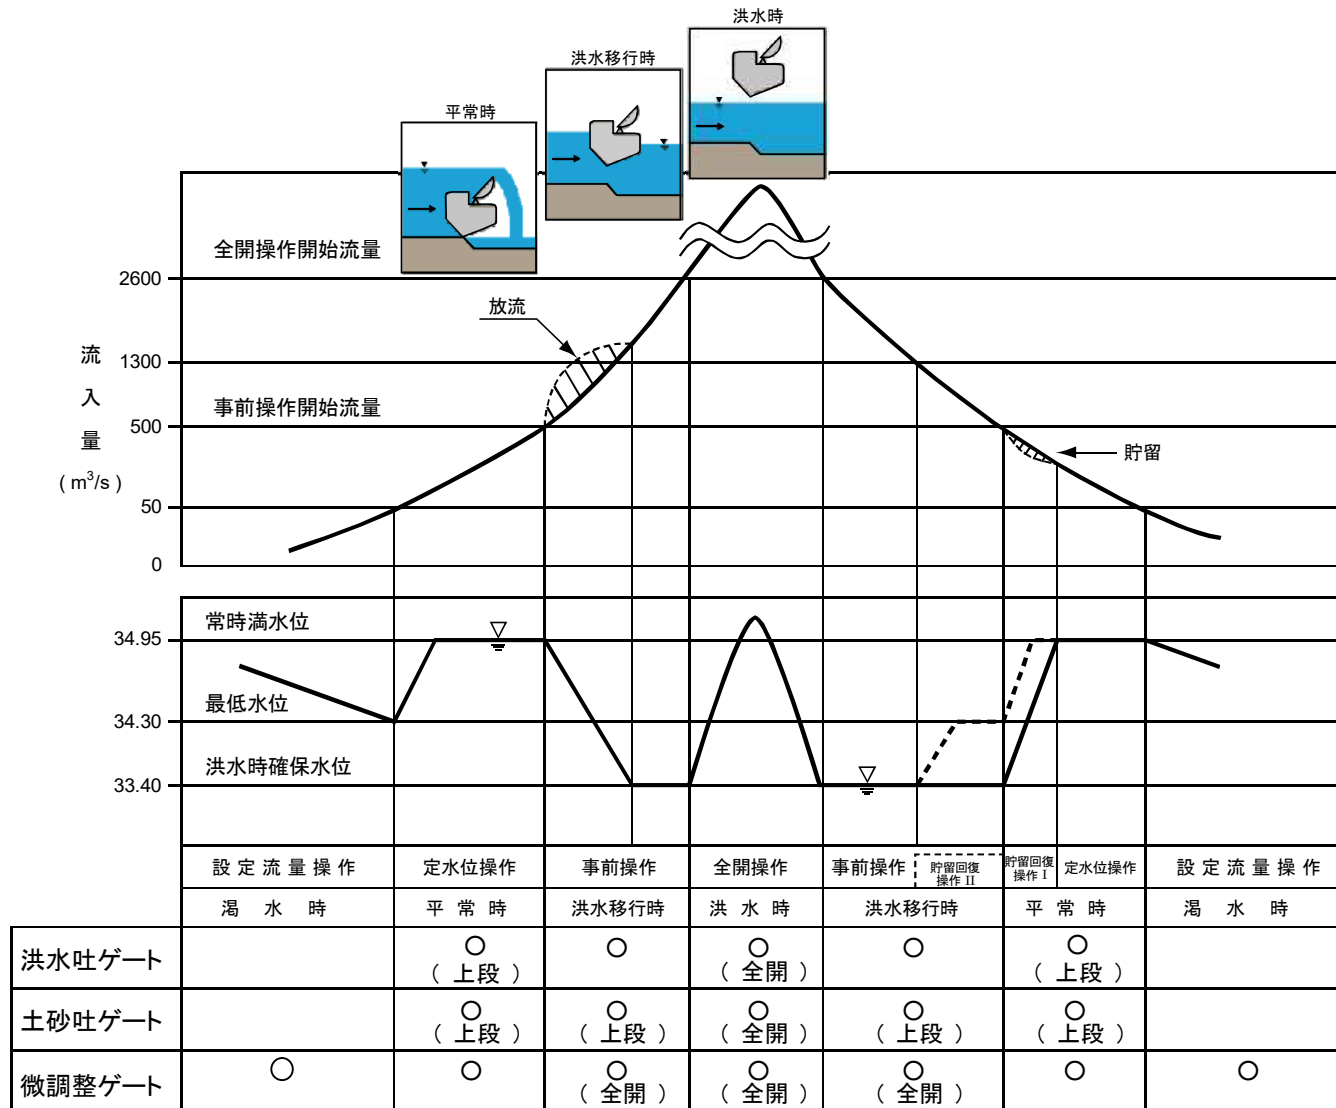 洪水時
洪水移行時
平常時
全開操作開始流量
2600
放流
流入量
(m³/s)
1300
事前操作開始流量
500
貯留
50
0
常時満水位
34.95
最低水位
34.30
洪水時確保水位
33.40
設定流量操作 定水位操作 事前操作 全開操作 事前操作 貯留回復操作 II 貯留回復操作 I 定水位操作 設定流量操作
渇水時 平常時 洪水移行時 洪水時 洪水移行時 平常時 渇水時
洪水吐ゲート ○ ○ ○ ○ ○
(上段) (全開) (上段)
土砂吐ゲート ○ ○ ○ ○ ○
(上段) (上段) (全開) (上段) (上段)
微調整ゲート ○ ○ ○ ○ ○ ○ ○
(全開) (全開) (全開)